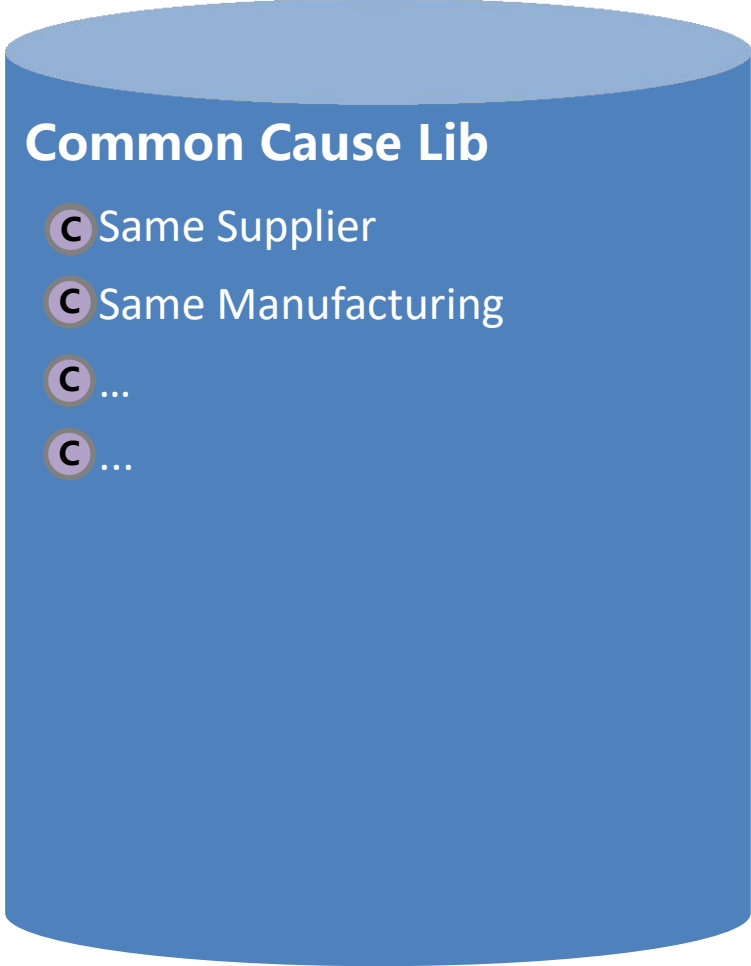 Common Cause Lib
C Same Supplier
C Same Manufacturing
C ...
C ...